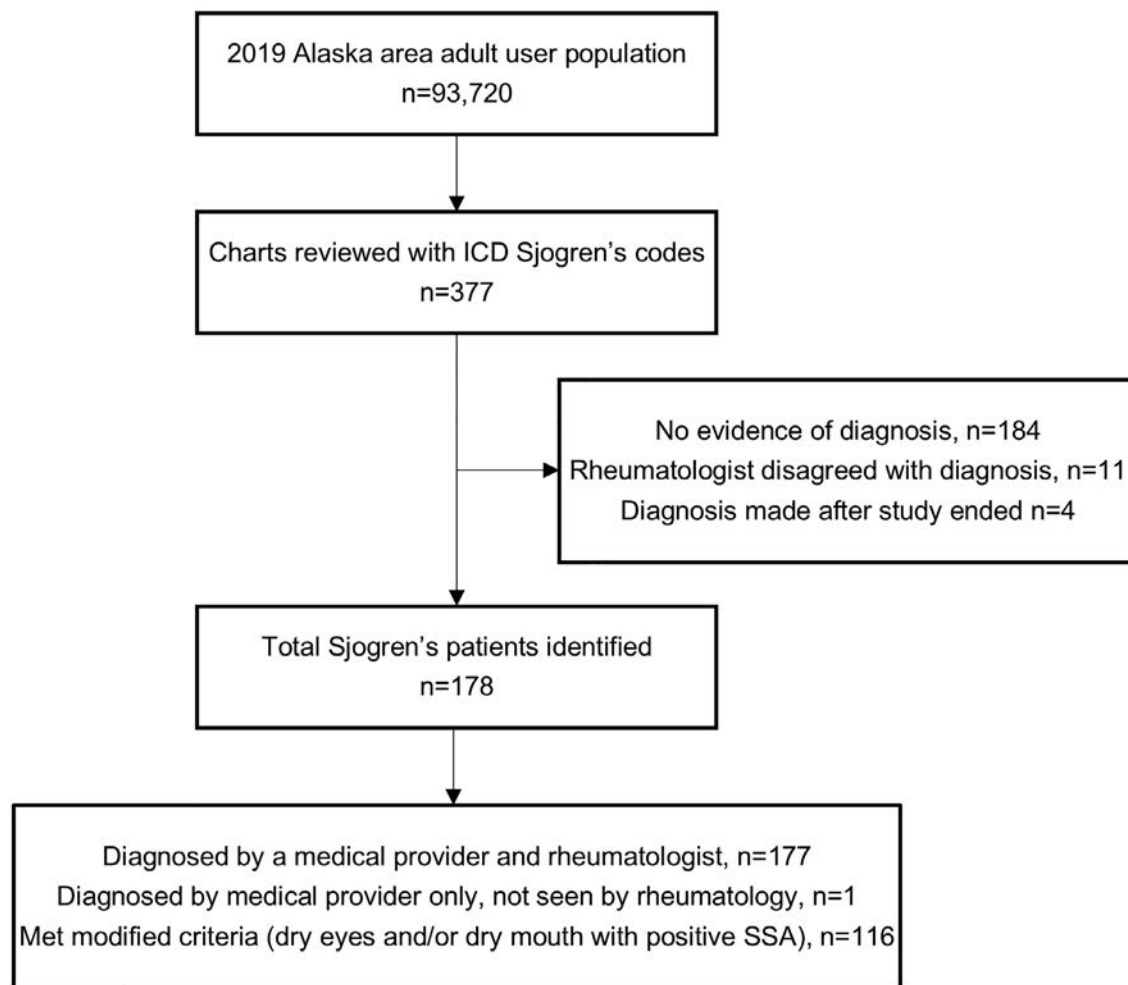 2019 Alaska area adult user population
n=93,720
Charts reviewed with ICD Sjogren’s codes
n=377
No evidence of diagnosis, n=184
Rheumatologist disagreed with diagnosis, n=11
Diagnosis made after study ended n=4
Total Sjogren’s patients identified
n=178
Diagnosed by a medical provider and rheumatologist, n=177
Diagnosed by medical provider only, not seen by rheumatology, n=1
Met modified criteria (dry eyes and/or dry mouth with positive SSA), n=116